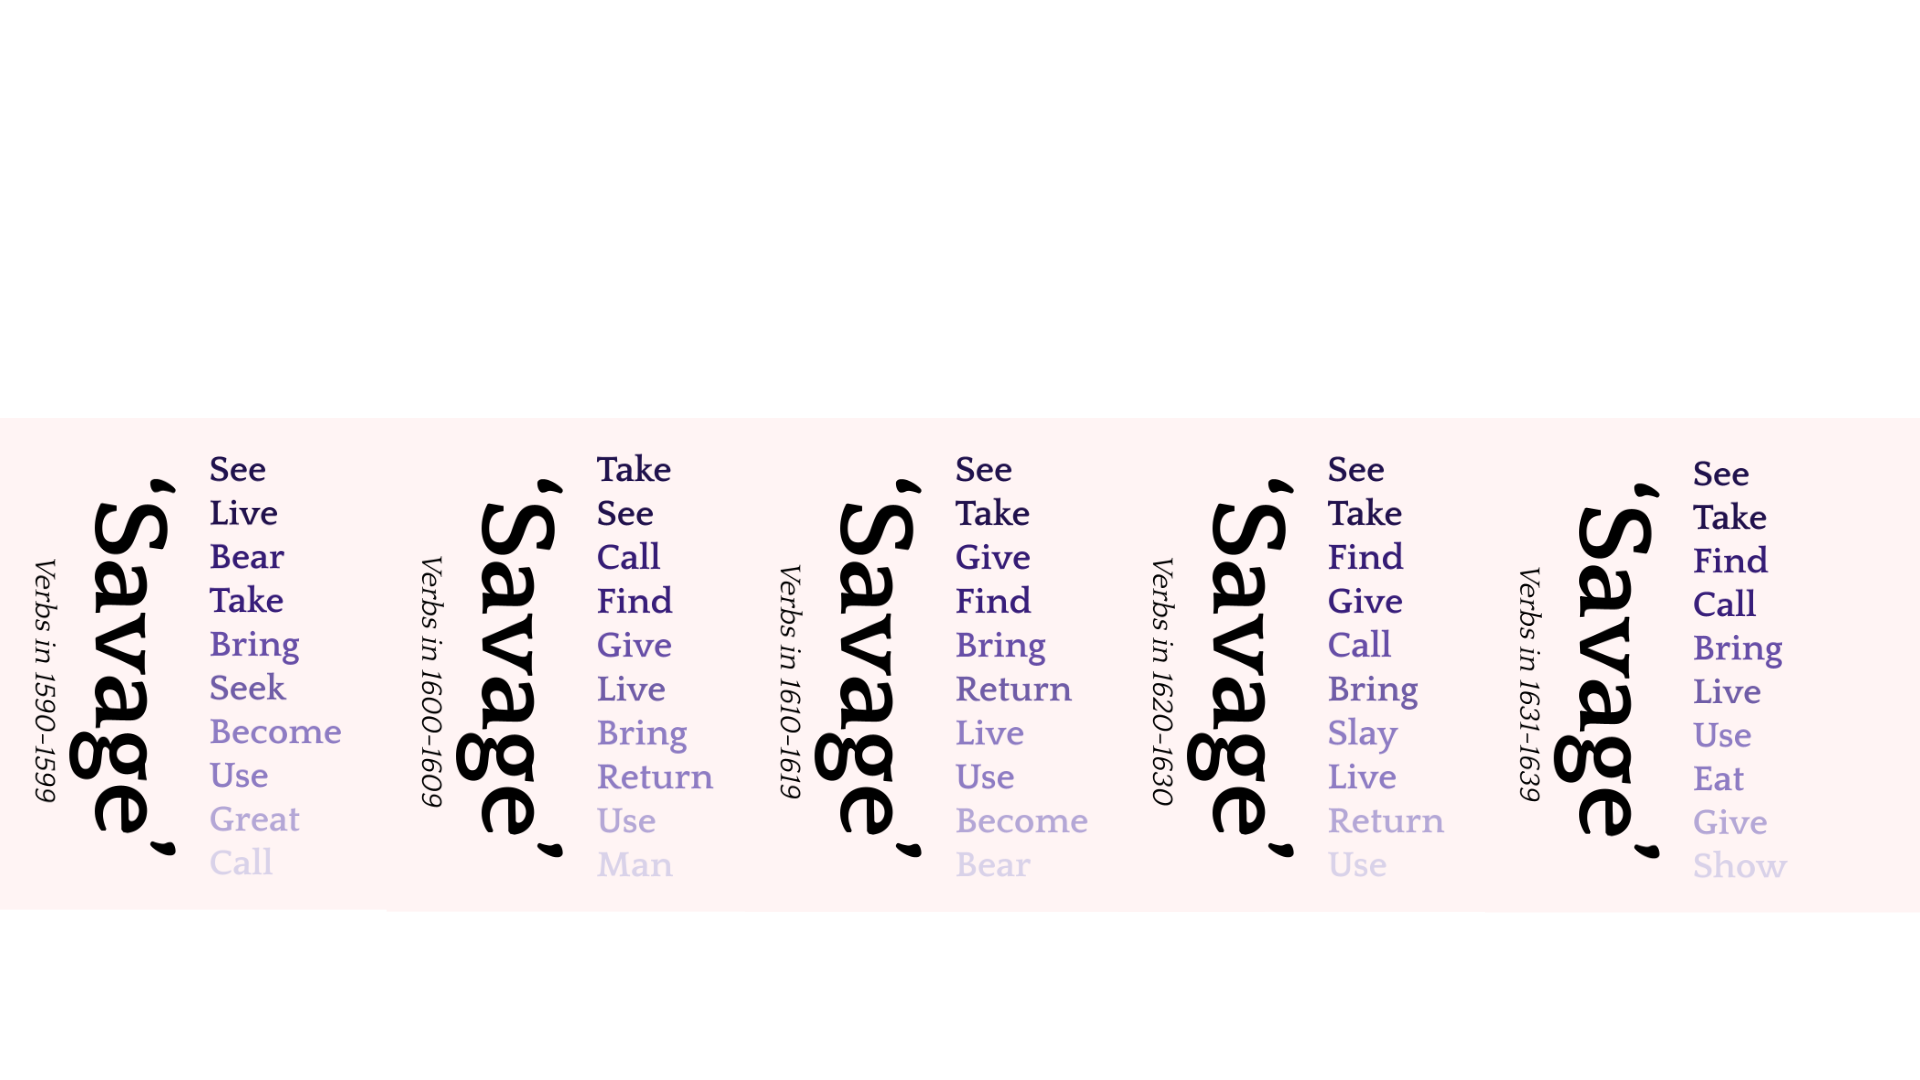 Verbs in 1590-1599
‘Savage’
See
Live
Bear
Take
Bring
Seek
Become
Use
Great
Call
Verbs in 1600-1609
‘Savage’
Take
See
Call
Find
Give
Live
Bring
Return
Use
Man
Verbs in 1610-1619
‘Savage’
See
Take
Give
Find
Bring
Return
Live
Use
Become
Bear
Verbs in 1620-1630
‘Savage’
See
Take
Find
Give
Call
Bring
Slay
Live
Return
Use
Verbs in 1631-1639
‘Savage’
See
Take
Find
Call
Bring
Live
Use
Eat
Give
Show